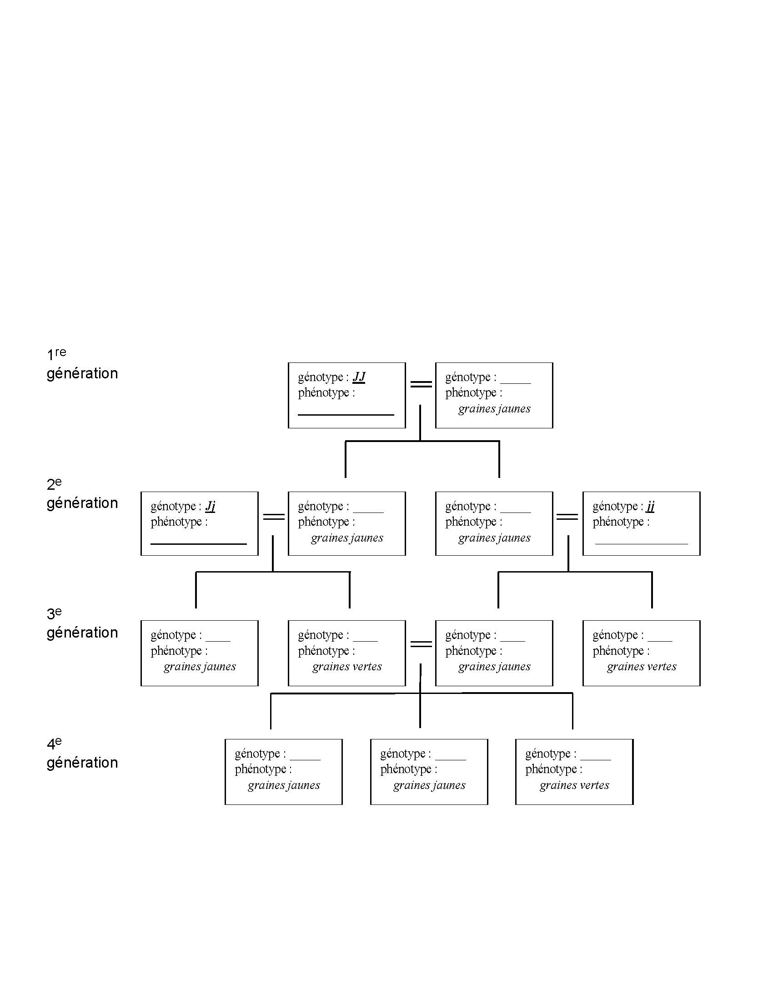 1re
génération
génotype : JJ
phénotype :
génotype : _____
phénotype :
graines jaunes
2e
génération
génotype : Jj
phénotype :
génotype : _____
phénotype :
graines jaunes
génotype : _____
phénotype :
graines jaunes
génotype : jj
phénotype :
_______________
3e
génération
génotype : ____
phénotype :
graines jaunes
génotype : ____
phénotype :
graines vertes
génotype : ____
phénotype :
graines jaunes
génotype : ____
phénotype :
graines vertes
4e
génération
génotype : _____
phénotype :
graines jaunes
génotype : _____
phénotype :
graines jaunes
génotype : _____
phénotype :
graines vertes